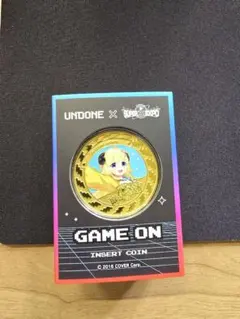 UNDONE X
GAME ON
INSERT COIN
© 2016 COVER Corp.